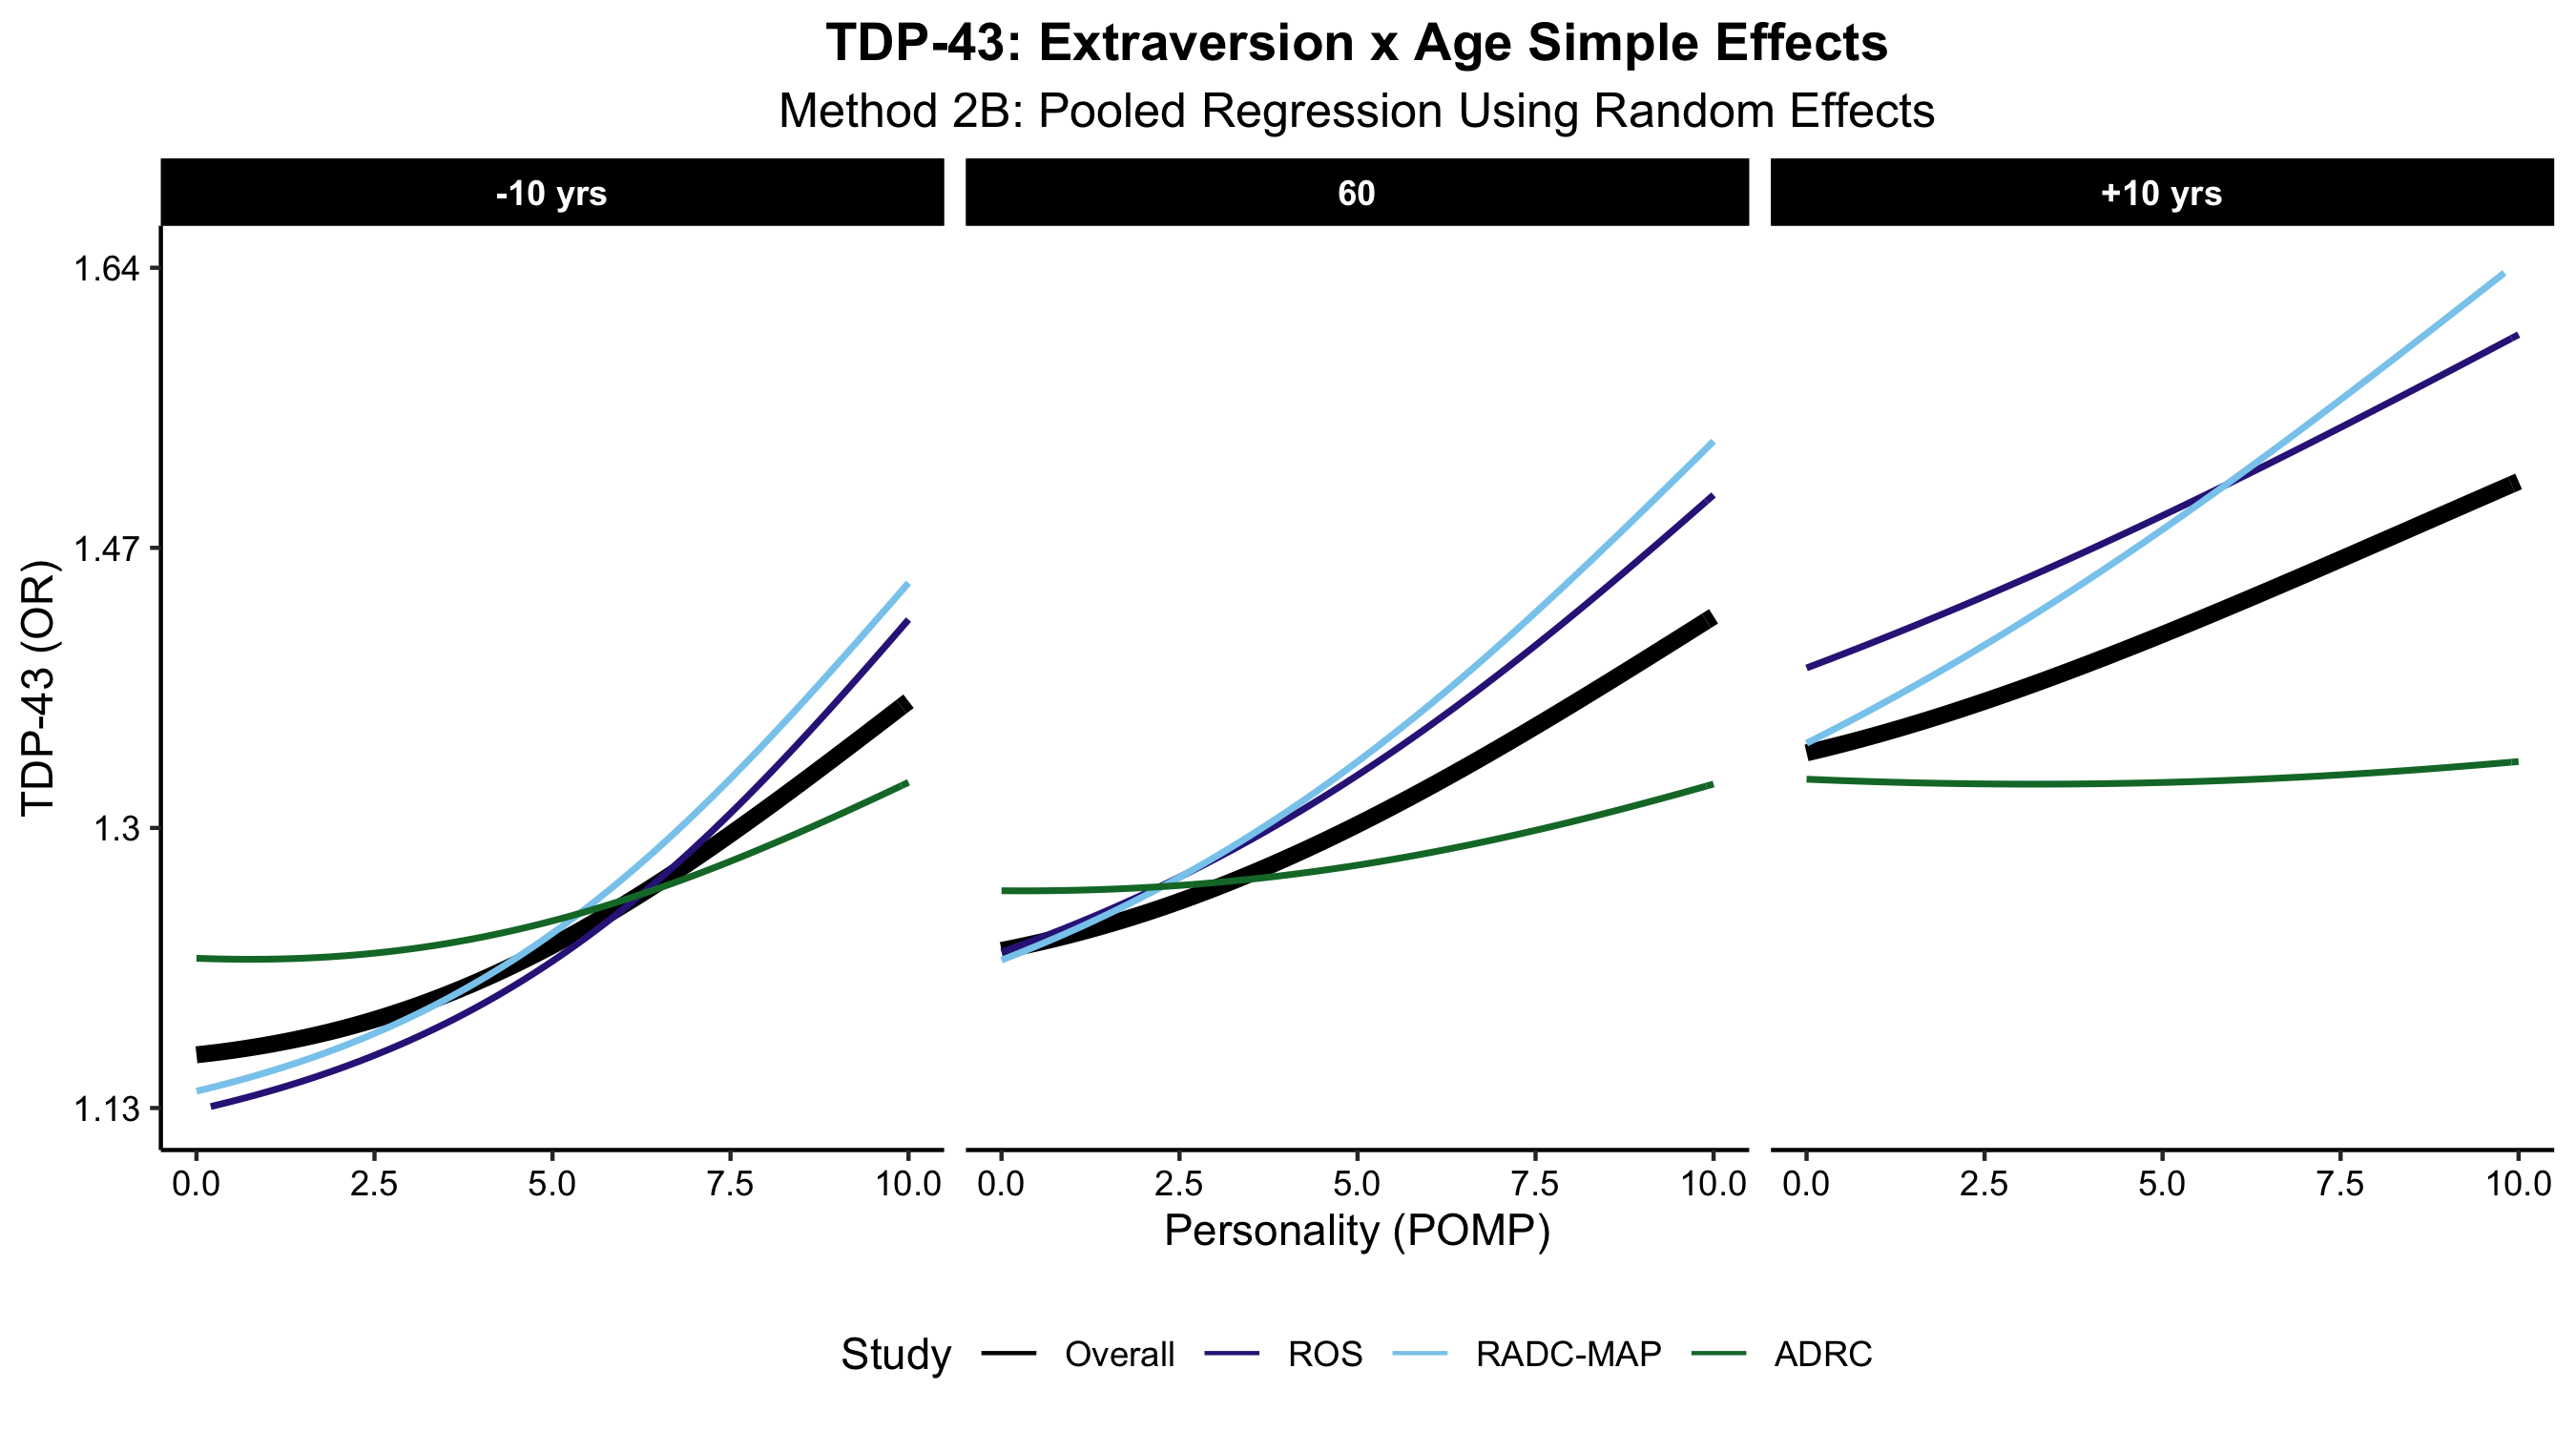 TDP-43: Extraversion x Age Simple Effects
Method 2B: Pooled Regression Using Random Effects
-10 yrs
60
+10 yrs
TDP-43 (OR)
1.64
1.47
1.3
1.13
0.0 2.5 5.0 7.5 10.0
0.0 2.5 5.0 7.5 10.0
0.0 2.5 5.0 7.5 10.0
Personality (POMP)
Study Overall ROS RADC-MAP ADRC